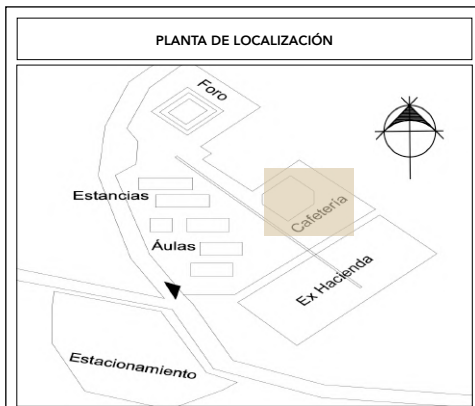 PLANTA DE LOCALIZACIÓN
Foro
Estancias
Cafetería
Áulas
Ex Hacienda
Estacionamiento